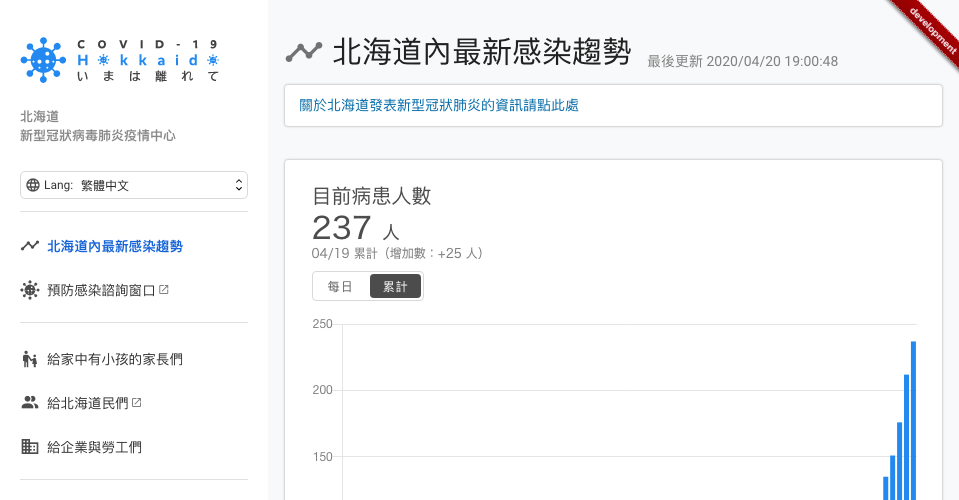 COVID-19
Hokkaido
いまは離れて
北海道
新型冠狀病毒肺炎疫情中心
Lang: 繁體中文
北海道內最新感染趨勢
預防感染諮詢窗口
給家中有小孩的家長們
給北海道民們
給企業與勞工們
development
北海道內最新感染趨勢 最後更新 2020/04/20 19:00:48
關於北海道發表新型冠狀肺炎的資訊請點此處
目前病患人數
237 人
04/19 累計（增加數：+25 人）
每日 累計
250
200
150